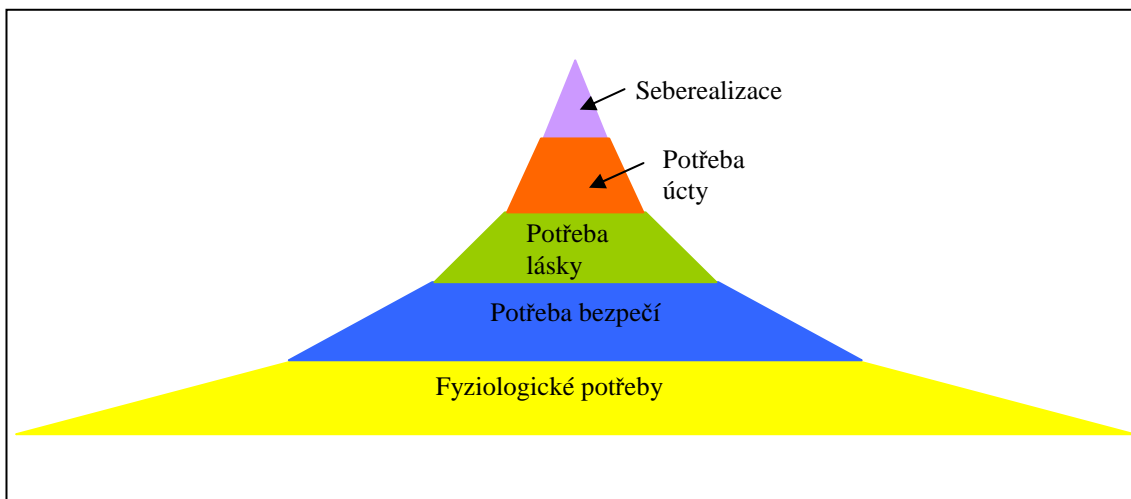 Seberealizace
Potřeba
úcty
Potřeba
lásky
Potřeba bezpečí
Fyziologické potřeby